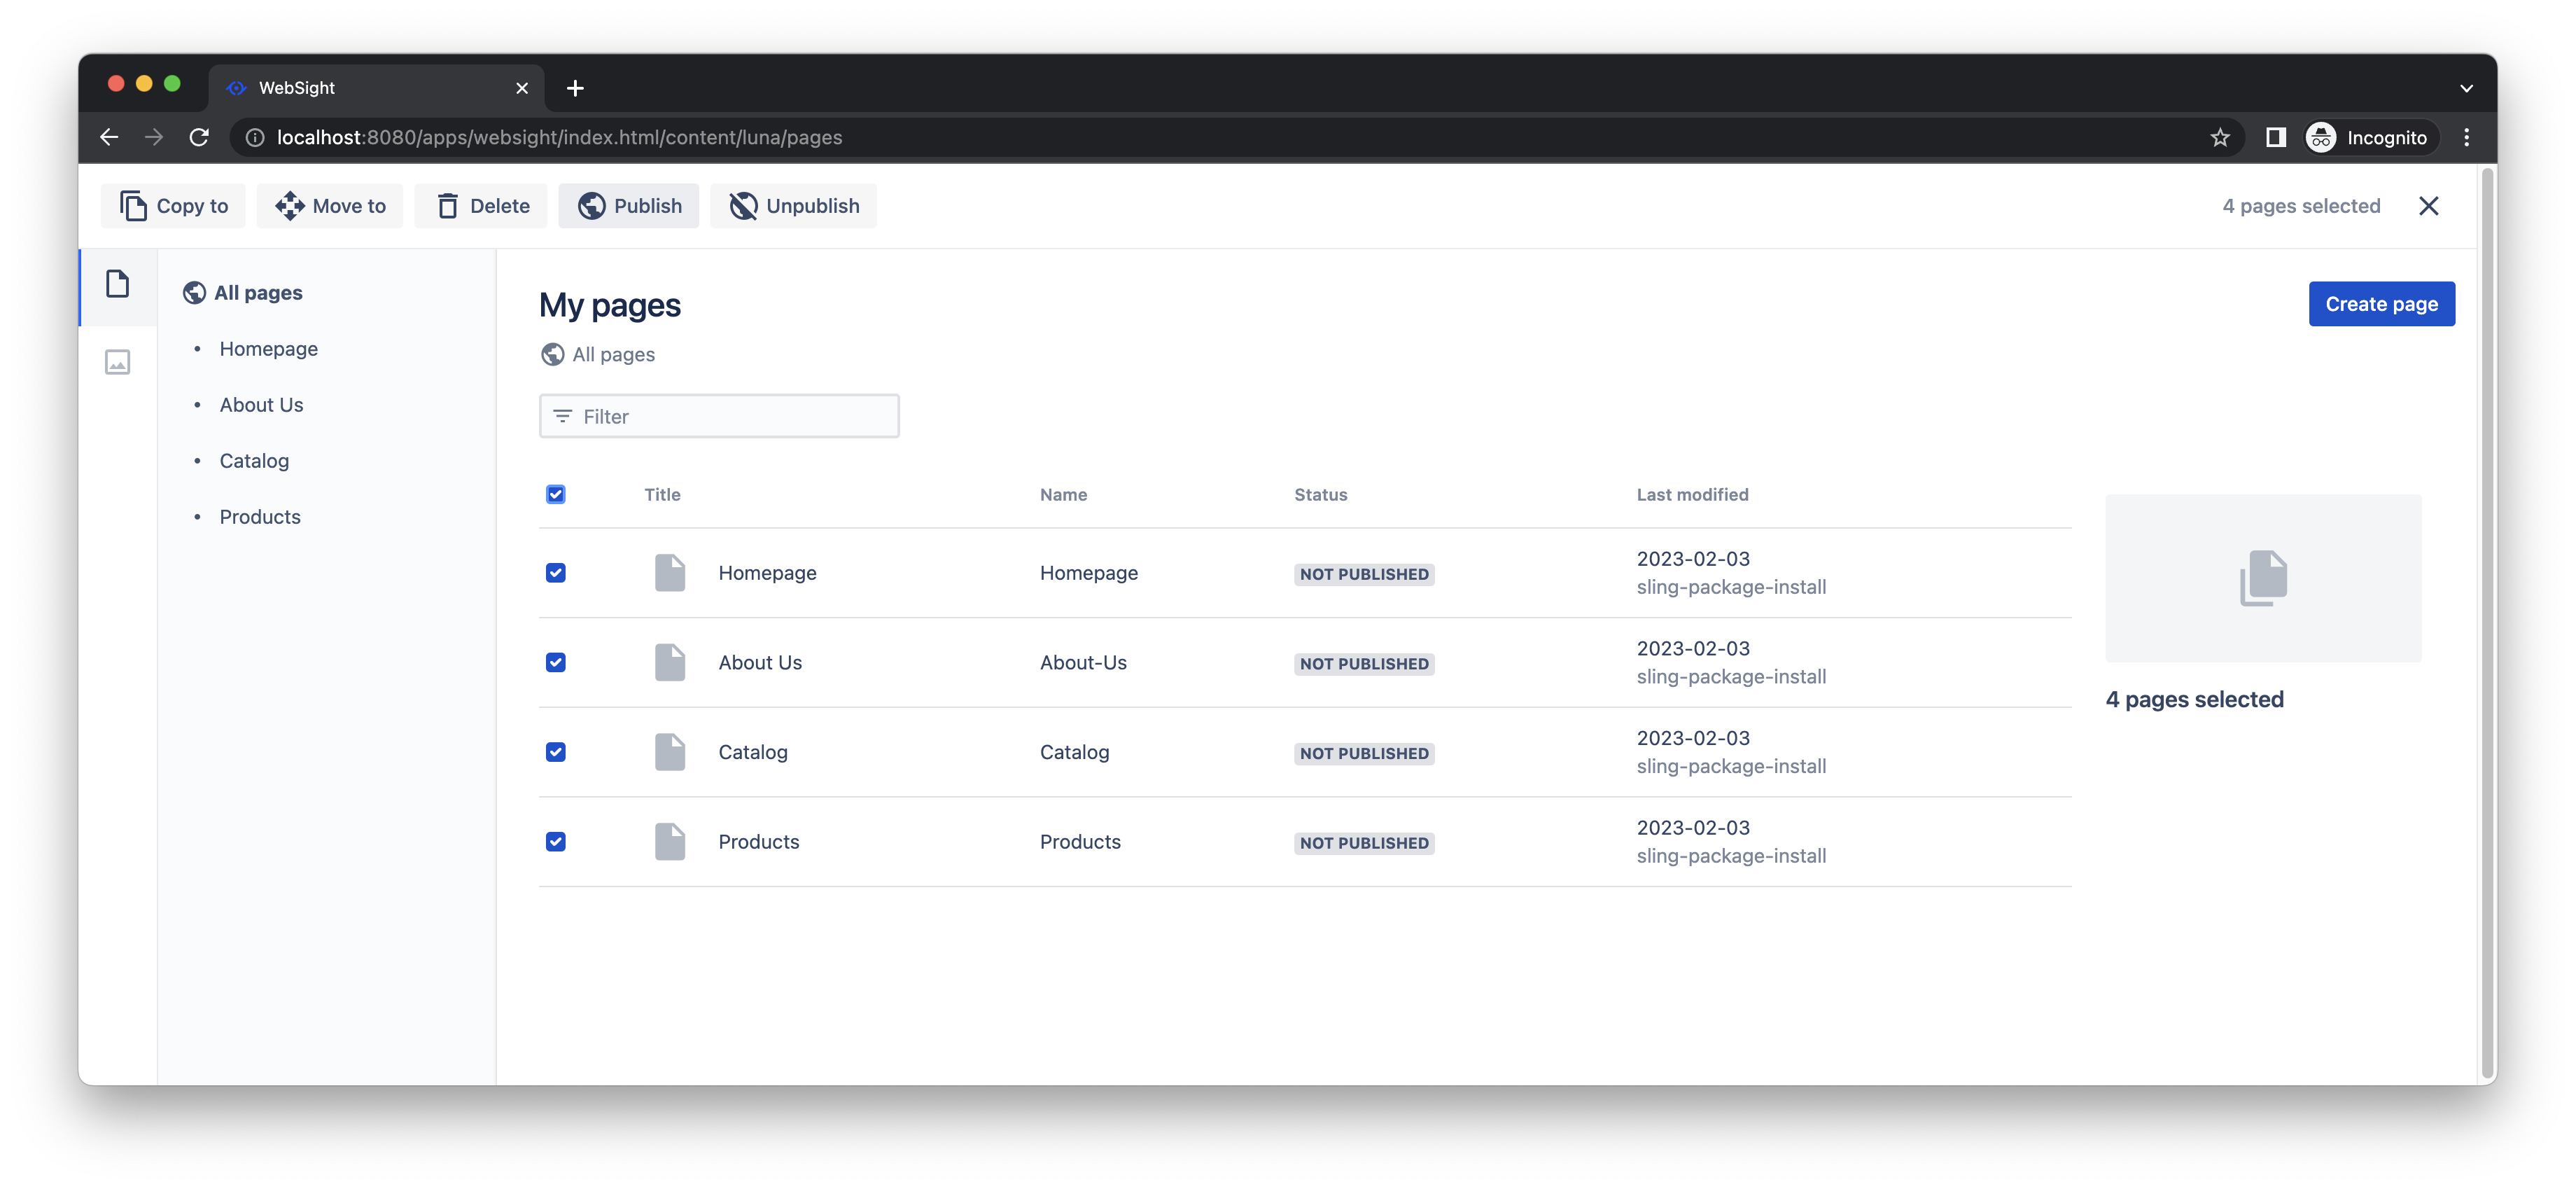 WebSight
localhost:8080/apps/websight/index.html/content/luna/pages
Incognito
Copy to
Move to
Delete
Publish
Unpublish
4 pages selected
All pages
Homepage
About Us
Catalog
Products
My pages
Create page
All pages
Filter
Title Name Status Last modified
Homepage Homepage NOT PUBLISHED 2023-02-03
sling-package-install
About Us About-Us NOT PUBLISHED 2023-02-03
sling-package-install
Catalog Catalog NOT PUBLISHED 2023-02-03
sling-package-install
Products Products NOT PUBLISHED 2023-02-03
sling-package-install
4 pages selected